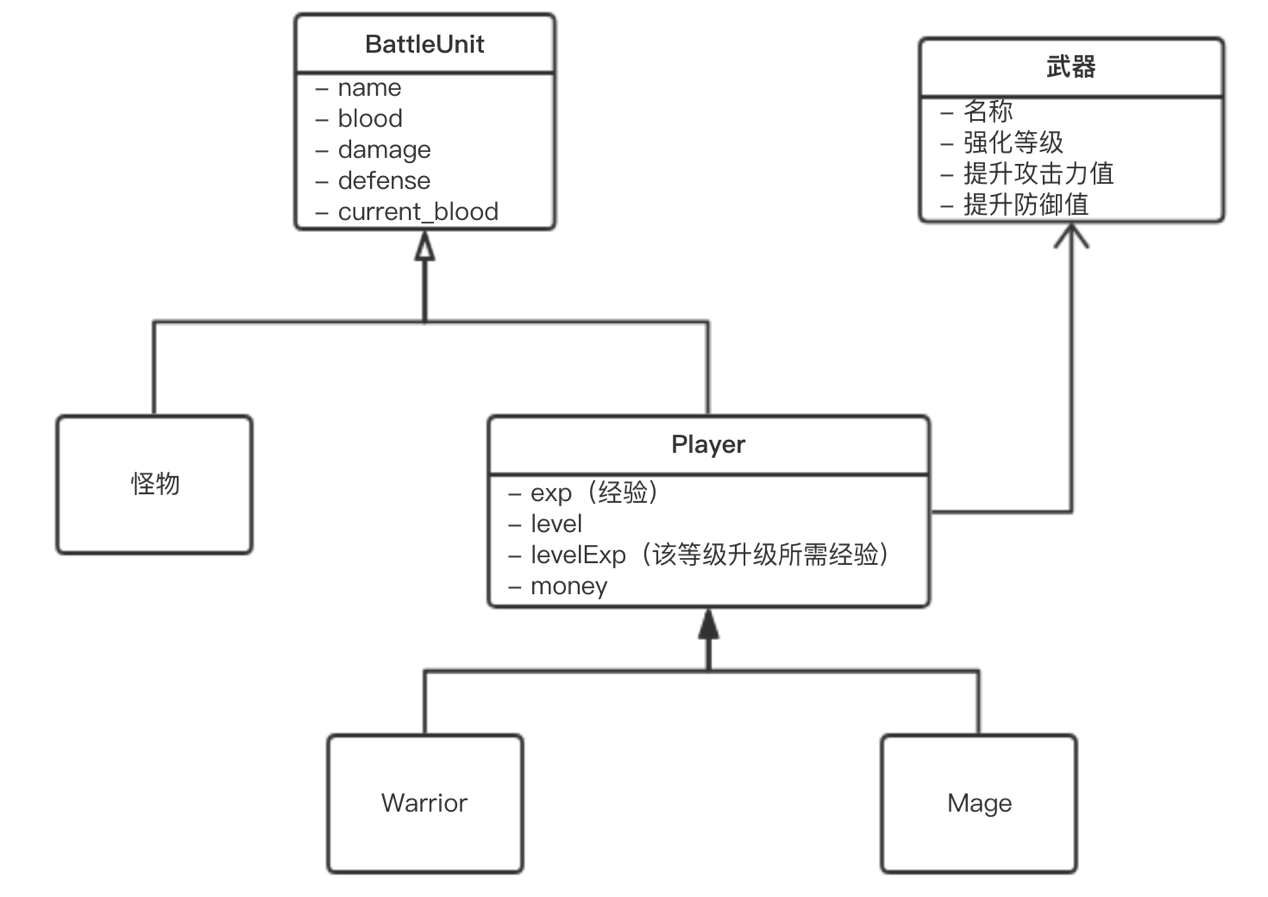 BattleUnit
– name
– blood
– damage
– defense
– current_blood
武器
– 名称
– 强化等级
– 提升攻击力值
– 提升防御值
怪物
Player
– exp（经验）
– level
– levelExp（该等级升级所需经验）
– money
Warrior
Mage